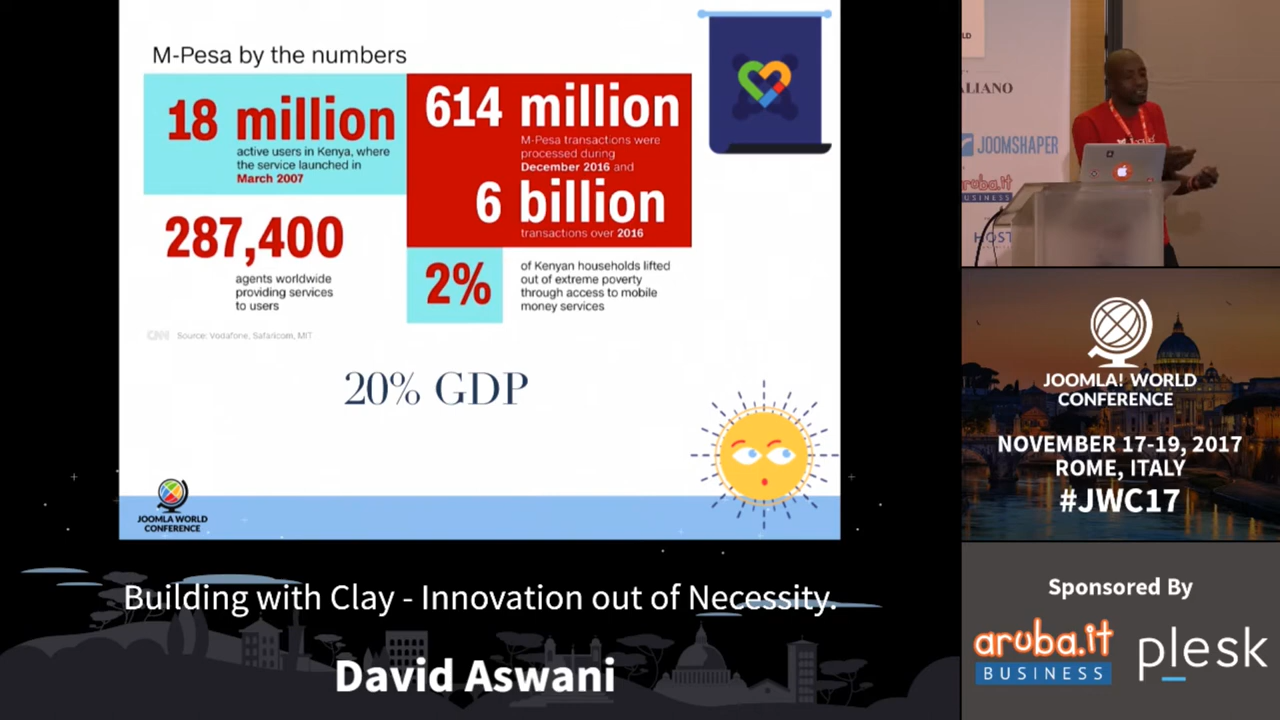 M-Pesa by the numbers
18 million
active users in Kenya, where
the service launched in
March 2007
614 million
M-Pesa transactions were
processed during
December 2016 and
6 billion
transactions over 2016
287,400
agents worldwide
providing services
to users
2%
of Kenyan households lifted
out of extreme poverty
through access to mobile
money services
CNN Source: Vodafone, Safaricom, MIT
20% GDP
JOOMLA WORLD
CONFERENCE
Building with Clay - Innovation out of Necessity.
David Aswani
LD
ALIANO
JOOMSHAPER
aruba.it
BUSINESS
HOST
JOOMLA! WORLD
CONFERENCE
NOVEMBER 17-19, 2017
ROME, ITALY
#JWC17
Sponsored By
aruba.it
BUSINESS
plesk